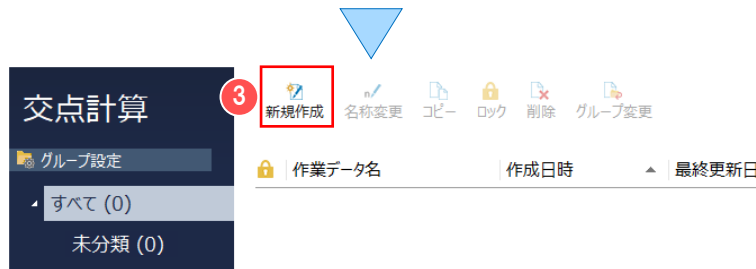 3
新規作成 名称変更 コピー ロック 削除 グループ変更
交点計算
グループ設定
作業データ名 作成日時 最終更新日
すべて (0)
未分類 (0)